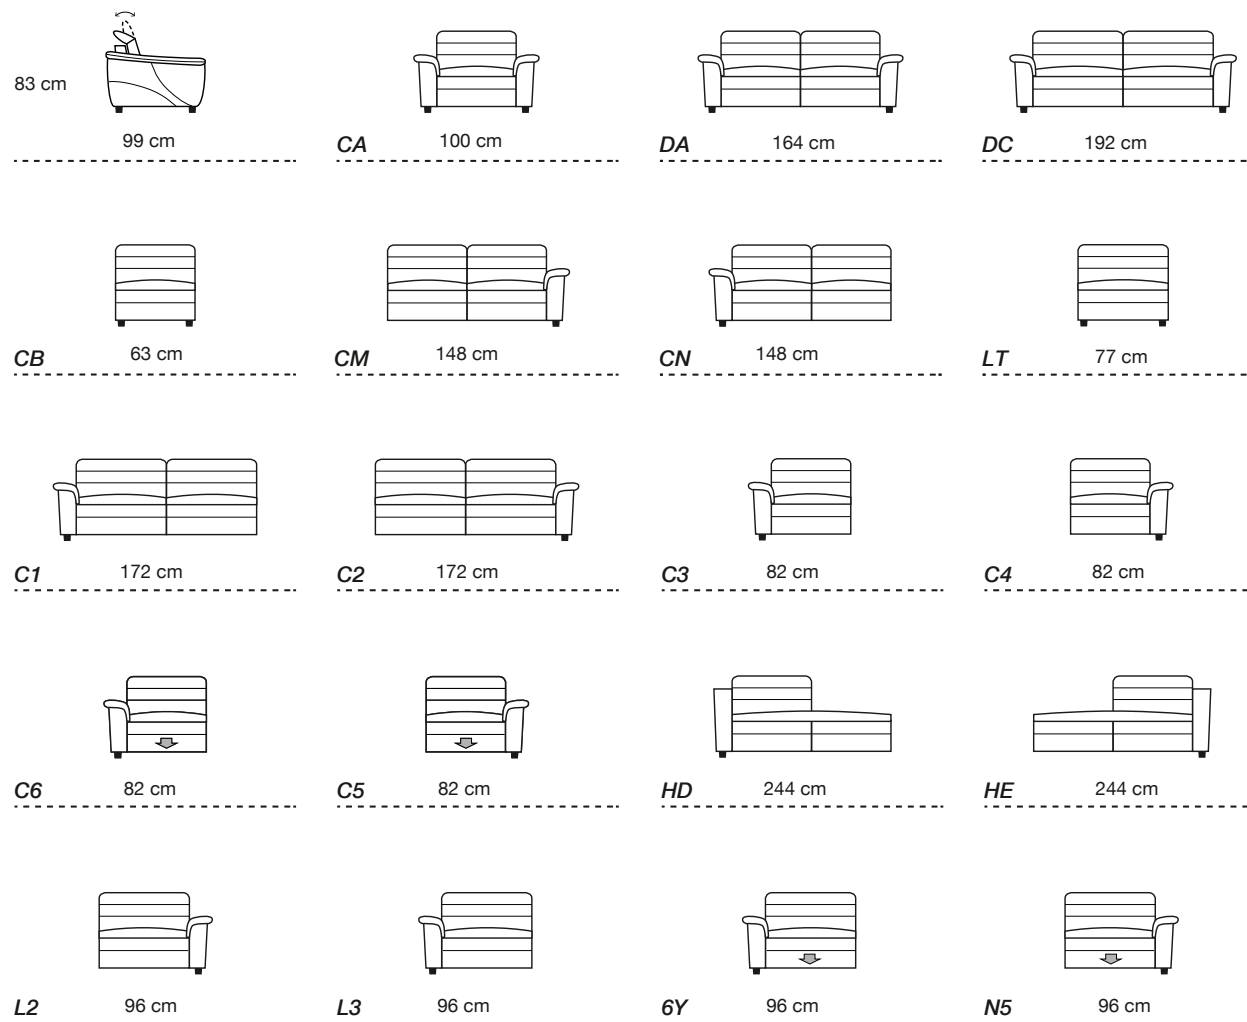 83 cm
99 cm
CA 100 cm
DA 164 cm
DC 192 cm
CB 63 cm
CM 148 cm
CN 148 cm
LT 77 cm
C1 172 cm
C2 172 cm
C3 82 cm
C4 82 cm
C6 82 cm
C5 82 cm
HD 244 cm
HE 244 cm
L2 96 cm
L3 96 cm
6Y 96 cm
N5 96 cm